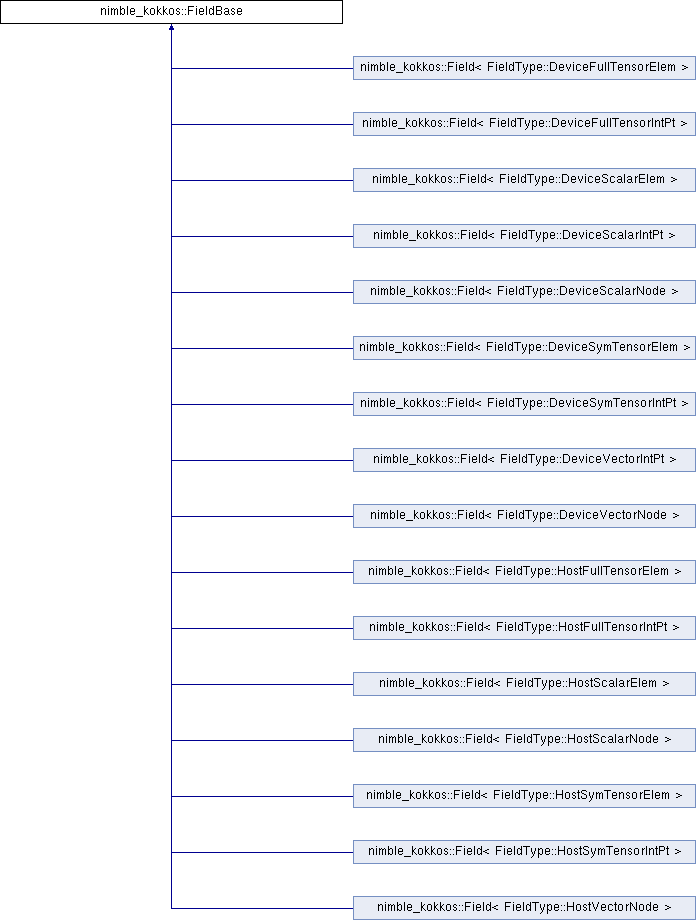 nimble_kokkos::FieldBase
nimble_kokkos::Field< FieldType::DeviceFullTensorElem >
nimble_kokkos::Field< FieldType::DeviceFullTensorIntPt >
nimble_kokkos::Field< FieldType::DeviceScalarElem >
nimble_kokkos::Field< FieldType::DeviceScalarIntPt >
nimble_kokkos::Field< FieldType::DeviceScalarNode >
nimble_kokkos::Field< FieldType::DeviceSymTensorElem >
nimble_kokkos::Field< FieldType::DeviceSymTensorIntPt >
nimble_kokkos::Field< FieldType::DeviceVectorIntPt >
nimble_kokkos::Field< FieldType::DeviceVectorNode >
nimble_kokkos::Field< FieldType::HostFullTensorElem >
nimble_kokkos::Field< FieldType::HostFullTensorIntPt >
nimble_kokkos::Field< FieldType::HostScalarElem >
nimble_kokkos::Field< FieldType::HostScalarNode >
nimble_kokkos::Field< FieldType::HostSymTensorElem >
nimble_kokkos::Field< FieldType::HostSymTensorIntPt >
nimble_kokkos::Field< FieldType::HostVectorNode >